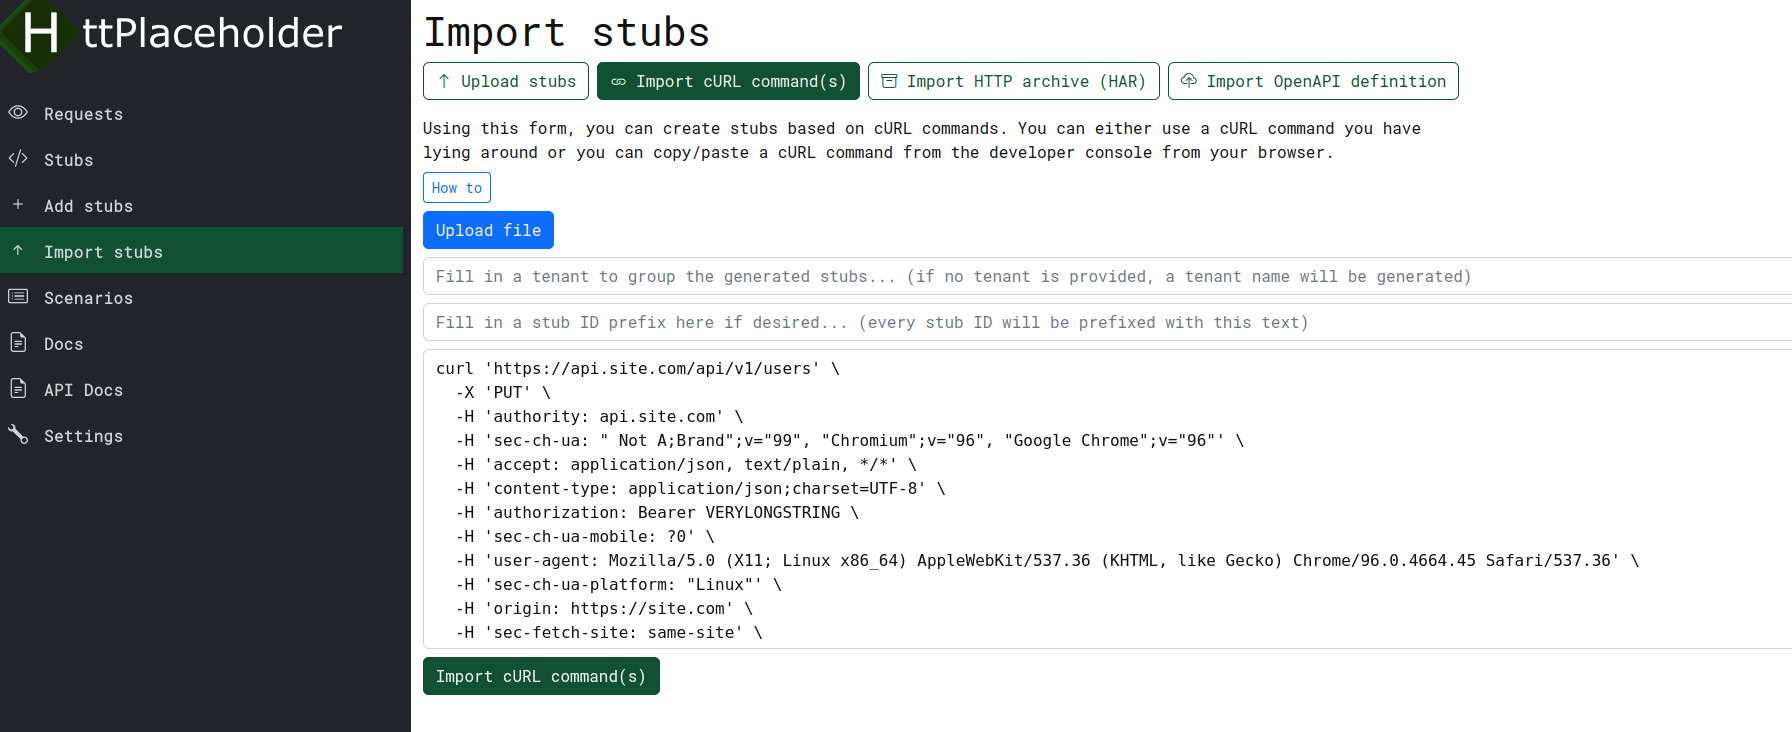 HttPlaceholder
Requests
Stubs
Add stubs
Import stubs
Scenarios
Docs
API Docs
Settings
Import stubs
Upload stubs
Import cURL command(s)
Import HTTP archive (HAR)
Import OpenAPI definition
Using this form, you can create stubs based on cURL commands. You can either use a cURL command you have
lying around or you can copy/paste a cURL command from the developer console from your browser.
How to
Upload file
Fill in a tenant to group the generated stubs... (if no tenant is provided, a tenant name will be generated)
Fill in a stub ID prefix here if desired... (every stub ID will be prefixed with this text)
curl 'https://api.site.com/api/v1/users' \
  -X 'PUT' \
  -H 'authority: api.site.com' \
  -H 'sec-ch-ua: " Not A;Brand";v="99", "Chromium";v="96", "Google Chrome";v="96"' \
  -H 'accept: application/json, text/plain, */*' \
  -H 'content-type: application/json;charset=UTF-8' \
  -H 'authorization: Bearer VERYLONGSTRING \
  -H 'sec-ch-ua-mobile: ?0' \
  -H 'user-agent: Mozilla/5.0 (X11; Linux x86_64) AppleWebKit/537.36 (KHTML, like Gecko) Chrome/96.0.4664.45 Safari/537.36' \
  -H 'sec-ch-ua-platform: "Linux"' \
  -H 'origin: https://site.com' \
  -H 'sec-fetch-site: same-site' \
Import cURL command(s)